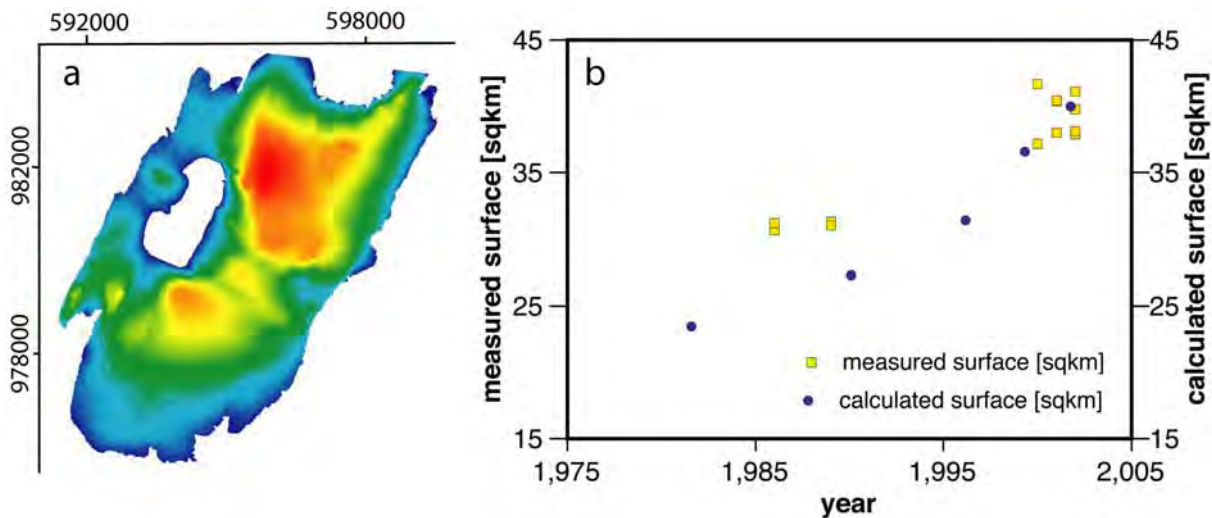 592000 598000
a
982000
978000
b
measured surface [sqkm]
45
35
25
15
45
35
25
15
calculated surface [sqkm]
measured surface [sqkm]
calculated surface [sqkm]
1,975 1,985 1,995 2,005
year